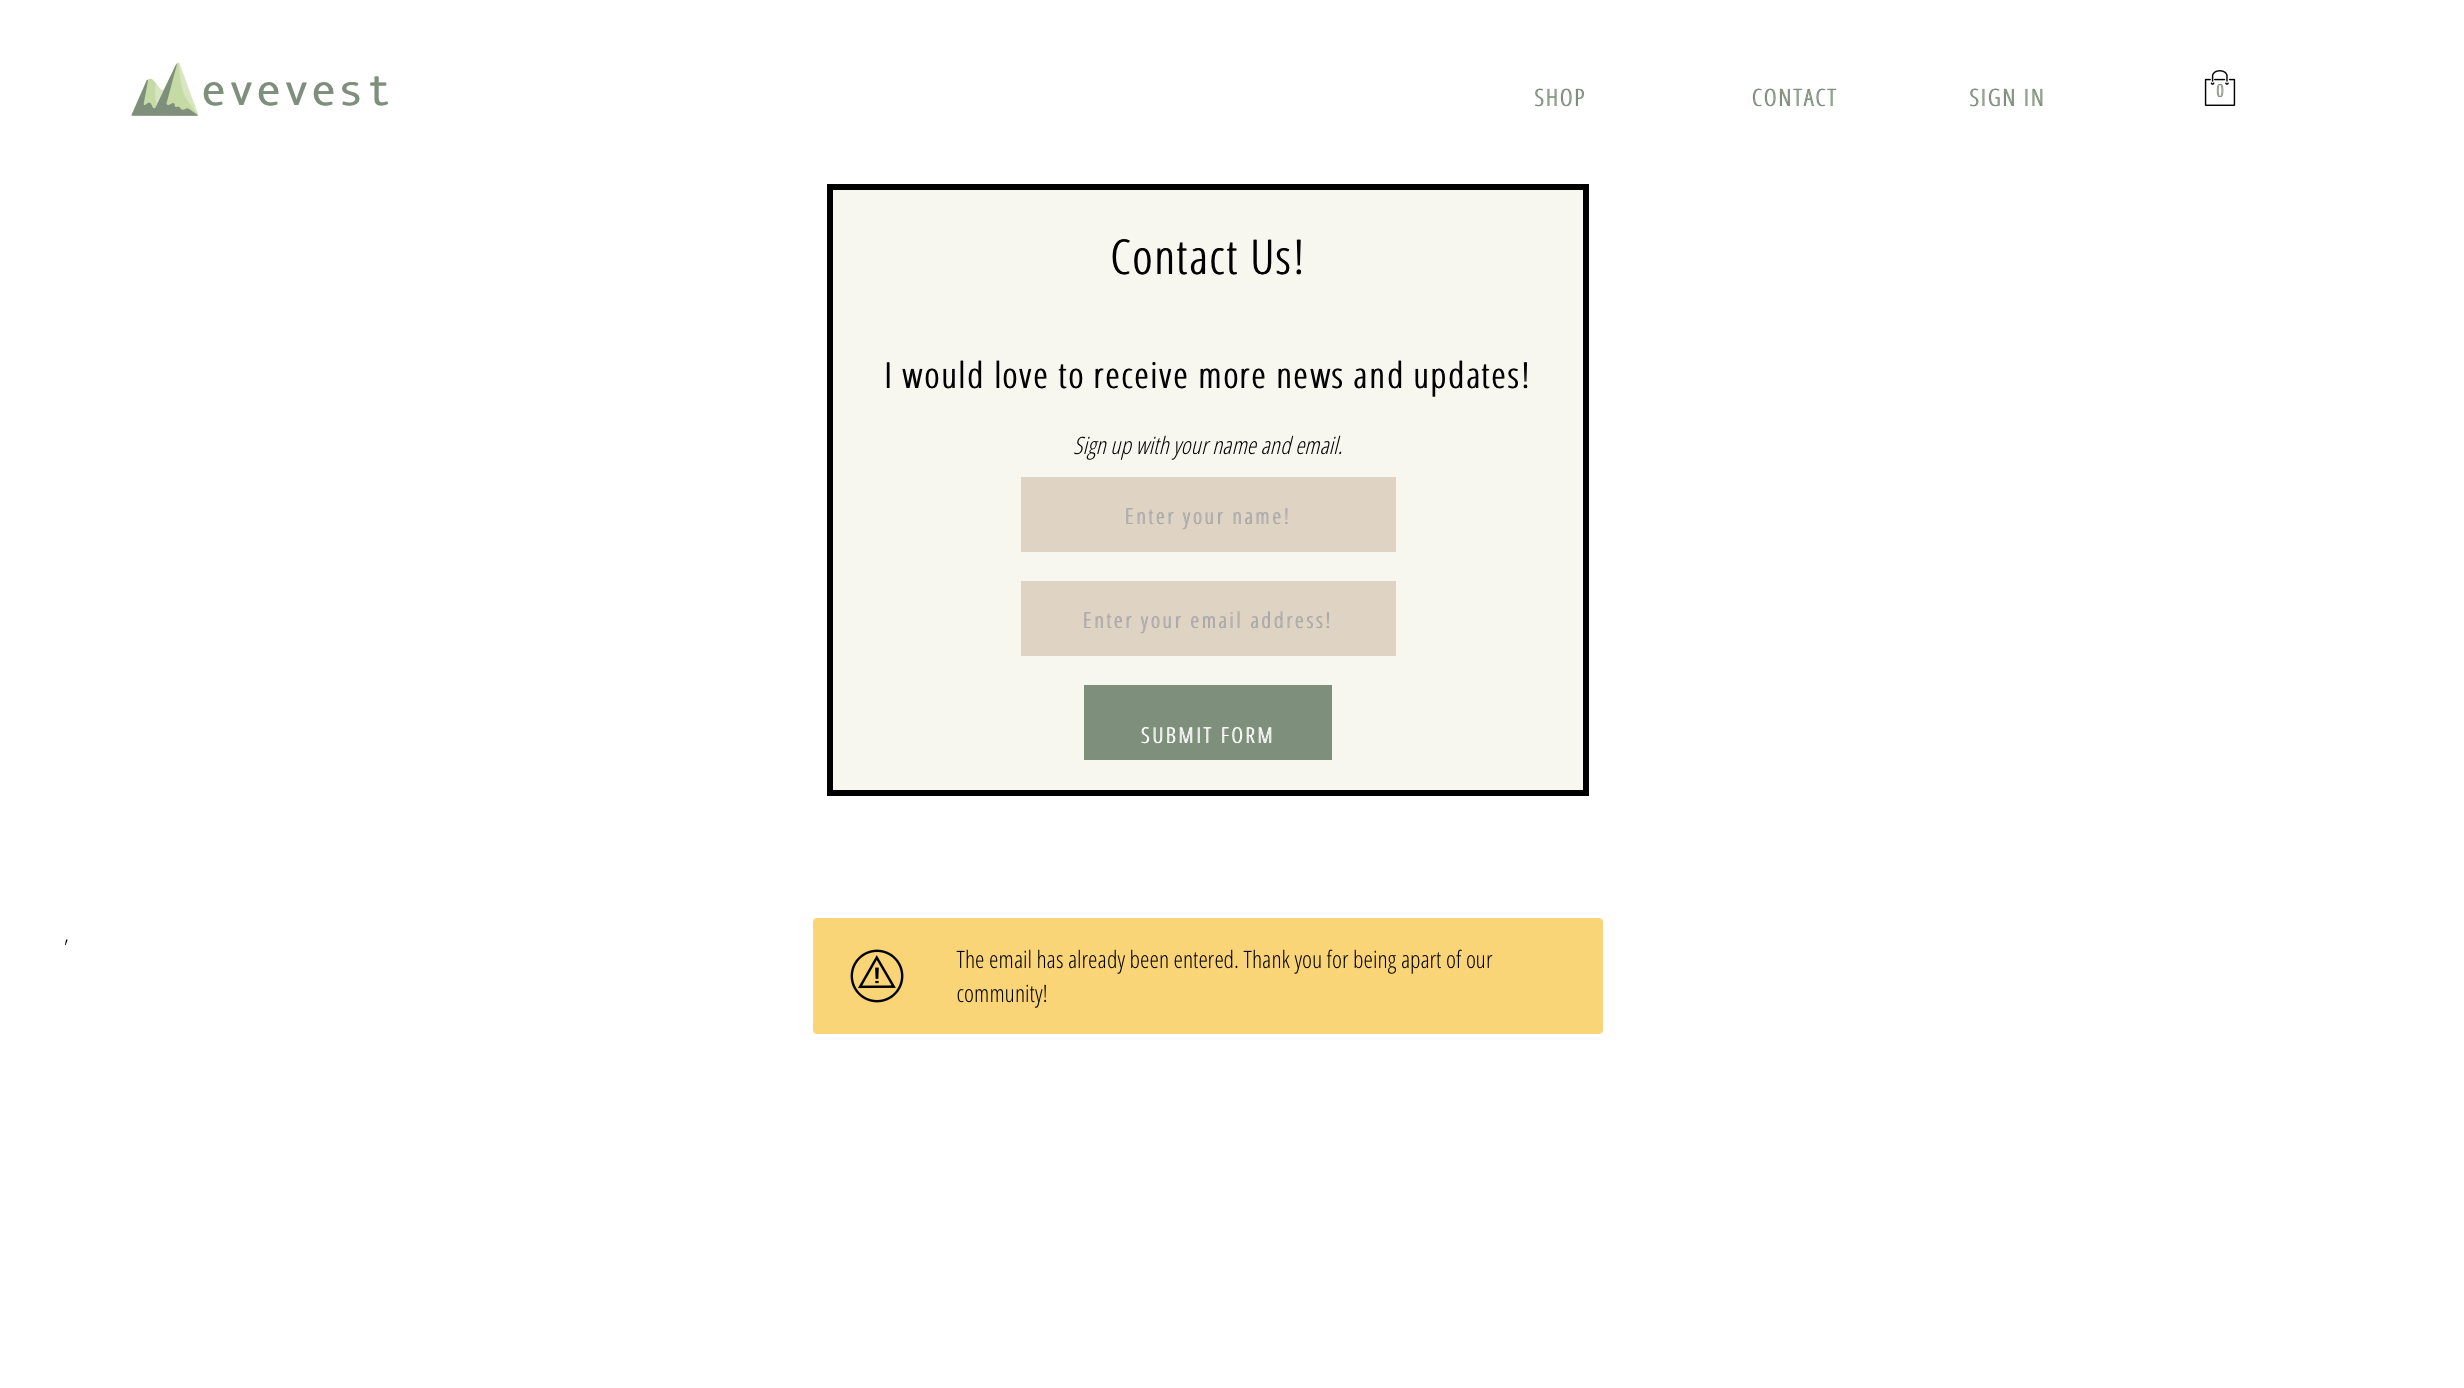 evevest
SHOP
CONTACT
SIGN IN
0
Contact Us!
I would love to receive more news and updates!
Sign up with your name and email.
Enter your name!
Enter your email address!
SUBMIT FORM
,
The email has already been entered. Thank you for being apart of our
community!